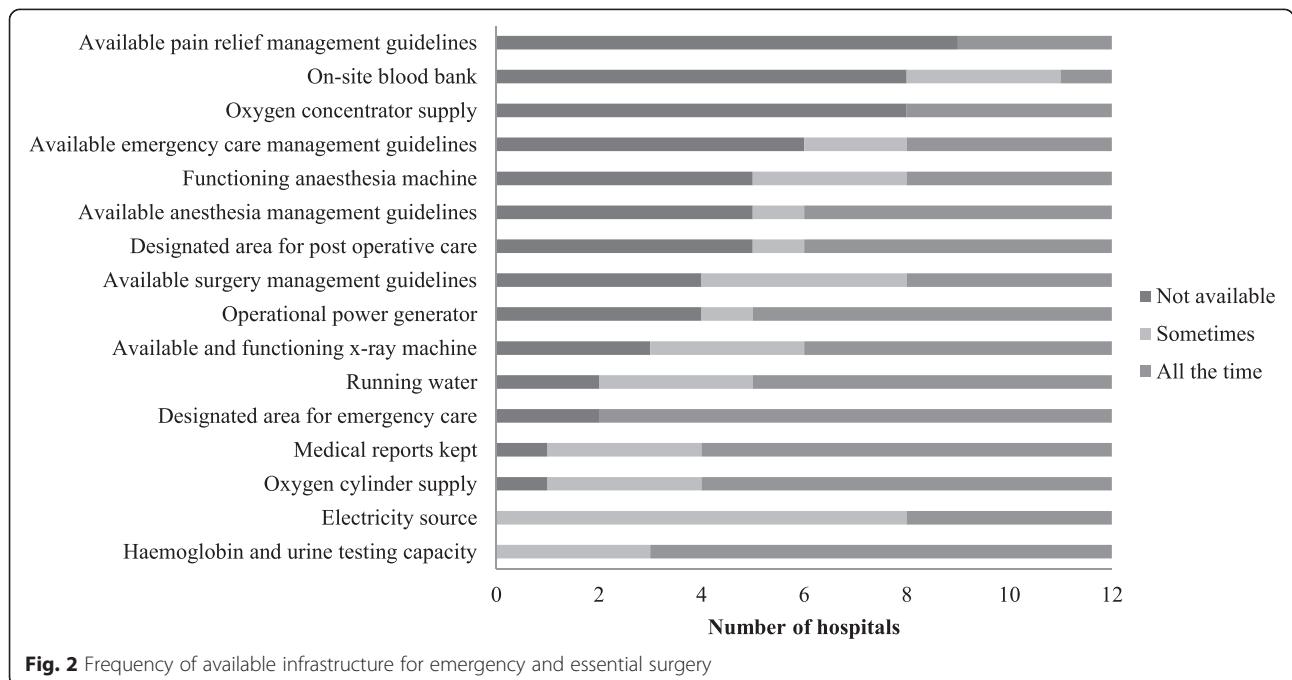 Available pain relief management guidelines
On-site blood bank
Oxygen concentrator supply
Available emergency care management guidelines
Functioning anaesthesia machine
Available anesthesia management guidelines
Designated area for post operative care
Available surgery management guidelines
Operational power generator
Available and functioning x-ray machine
Running water
Designated area for emergency care
Medical reports kept
Oxygen cylinder supply
Electricity source
Haemoglobin and urine testing capacity
0 2 4 6 8 10 12
Number of hospitals
Not available
Sometimes
All the time
Fig. 2 Frequency of available infrastructure for emergency and essential surgery